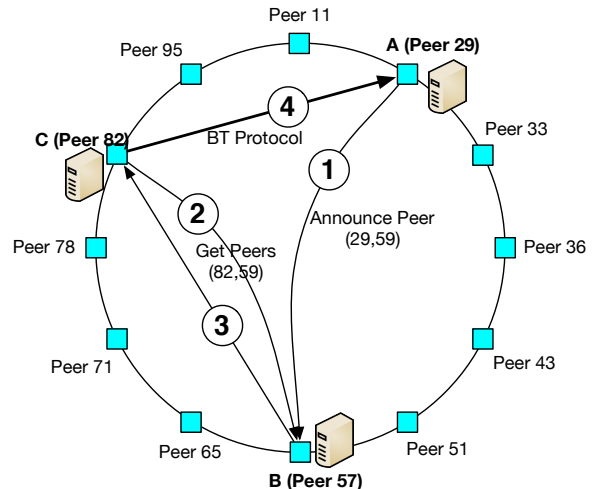 Peer 11
Peer 95
A (Peer 29)
4
BT Protocol
C (Peer 82)
Peer 33
1
2
Announce Peer
(29,59)
Get Peers
(82,59)
Peer 78
Peer 36
3
Peer 71
Peer 43
Peer 65
Peer 51
B (Peer 57)